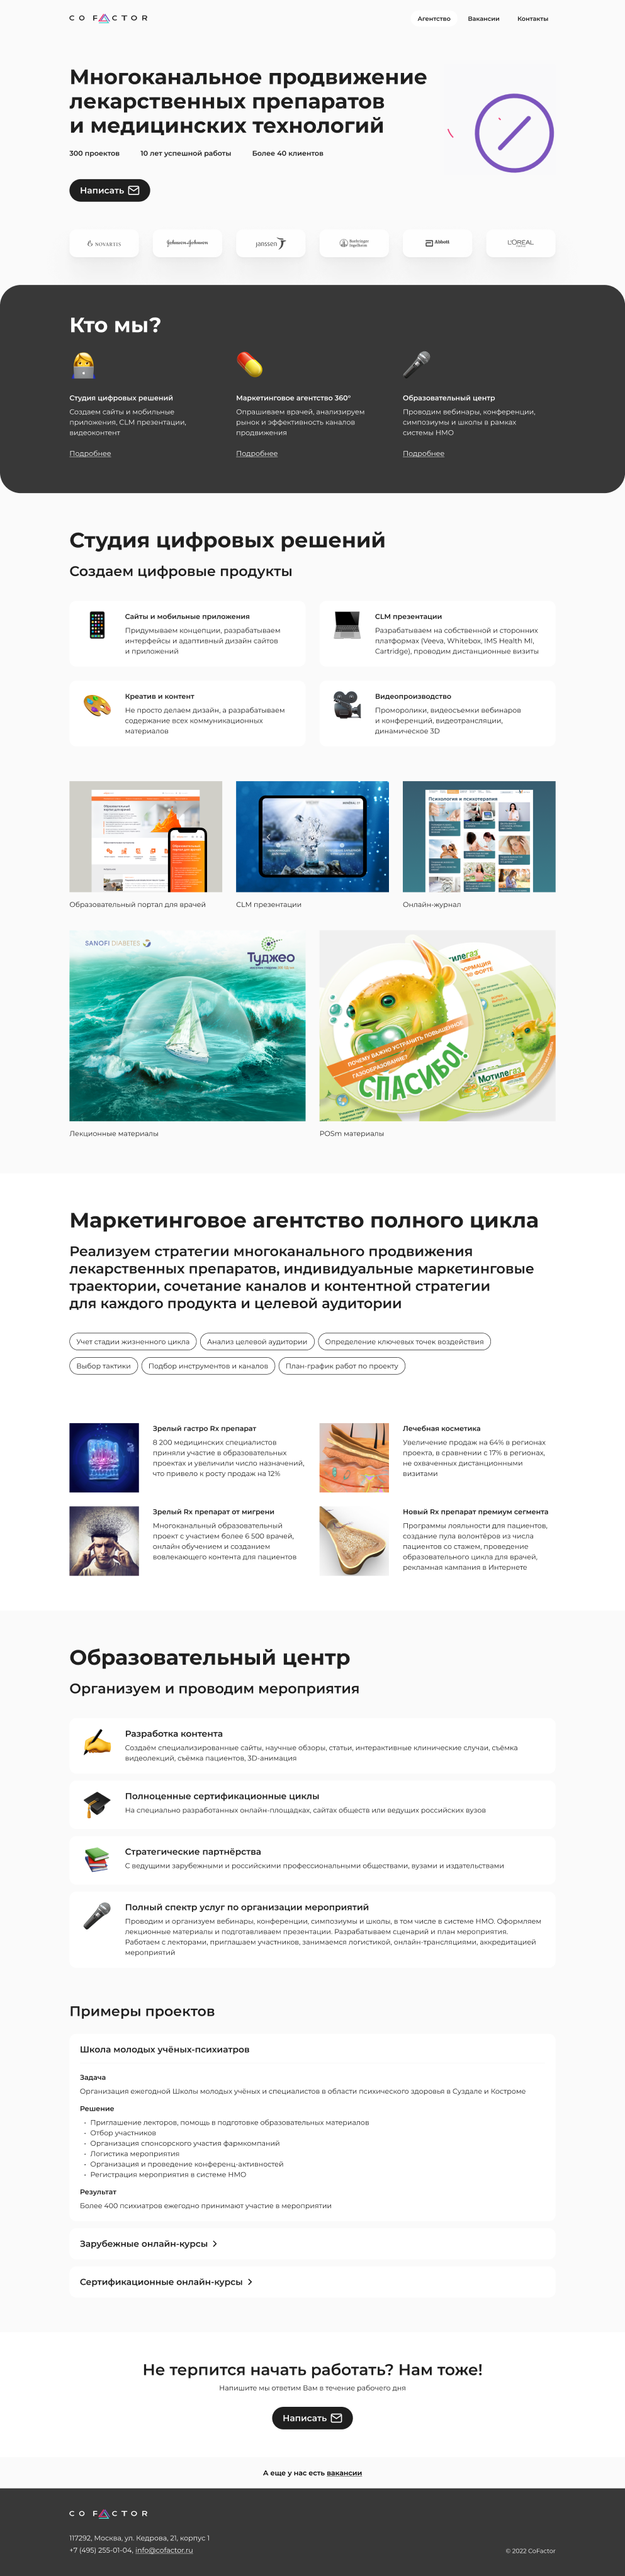 CO FACTOR
Агентство Вакансии Контакты
Многоканальное продвижение
лекарственных препаратов
и медицинских технологий
300 проектов 10 лет успешной работы Более 40 клиентов
Написать
NOVARTIS Johnson & Johnson janssen Boehringer Ingelheim Abbott L'ORÉAL
Кто мы?
Студия цифровых решений
Создаем сайты и мобильные
приложения, CLM презентации,
видеоконтент
Подробнее
Маркетинговое агентство 360°
Опрашиваем врачей, анализируем
рынок и эффективность каналов
продвижения
Подробнее
Образовательный центр
Проводим вебинары, конференции,
симпозиумы и школы в рамках
системы НМО
Подробнее
Студия цифровых решений
Создаем цифровые продукты
Сайты и мобильные приложения
Придумываем концепции, разрабатываем
интерфейсы и адаптивный дизайн сайтов
и приложений
CLM презентации
Разрабатываем на собственной и сторонних
платформах (Veeva, Whitebox, IMS Health MI,
Cartridge), проводим дистанционные визиты
Креатив и контент
Не просто делаем дизайн, а разрабатываем
содержание всех коммуникационных
материалов
Видеопроизводство
Проморолики, видеосъемки вебинаров
и конференций, видеотрансляции,
динамическое 3D
Психология и психотерапия
Образовательный портал для врачей
CLM презентации
Онлайн-журнал
SANOFI DIABETES
Туджео
ПОЧЕМУ ВАЖНО УСТРАНИТЬ ПОВЫШЕННОЕ
ГАЗООБРАЗОВАНИЕ?
СПАСИБО!
Мотилегаз
Лекционные материалы
POSm материалы
Маркетинговое агентство полного цикла
Реализуем стратегии многоканального продвижения
лекарственных препаратов, индивидуальные маркетинговые
траектории, сочетание каналов и контентной стратегии
для каждого продукта и целевой аудитории
Учет стадии жизненного цикла Анализ целевой аудитории Определение ключевых точек воздействия
Выбор тактики Подбор инструментов и каналов План-график работ по проекту
Зрелый гастро Rx препарат
8 200 медицинских специалистов
приняли участие в образовательных
проектах и увеличили число назначений,
что привело к росту продаж на 12%
Лечебная косметика
Увеличение продаж на 64% в регионах
проекта, в сравнении с 17% в регионах,
не охваченных дистанционными
визитами
Зрелый Rx препарат от мигрени
Многоканальный образовательный
проект с участием более 6 500 врачей,
онлайн обучением и созданием
вовлекающего контента для пациентов
Новый Rx препарат премиум сегмента
Программы лояльности для пациентов,
создание пула волонтёров из числа
пациентов со стажем, проведение
образовательного цикла для врачей,
рекламная кампания в Интернете
Образовательный центр
Организуем и проводим мероприятия
Разработка контента
Создаём специализированные сайты, научные обзоры, статьи, интерактивные клинические случаи, съёмка
видеолекций, съёмка пациентов, 3D-анимация
Полноценные сертификационные циклы
На специально разработанных онлайн-площадках, сайтах обществ или ведущих российских вузов
Стратегические партнёрства
С ведущими зарубежными и российскими профессиональными обществами, вузами и издательствами
Полный спектр услуг по организации мероприятий
Проводим и организуем вебинары, конференции, симпозиумы и школы, в том числе в системе НМО. Оформляем
лекционные материалы и подготавливаем презентации. Разрабатываем сценарий и план мероприятия.
Работаем с лекторами, приглашаем участников, занимаемся логистикой, онлайн-трансляциями, аккредитацией
мероприятий
Примеры проектов
Школа молодых учёных-психиатров
Задача
Организация ежегодной Школы молодых учёных и специалистов в области психического здоровья в Суздале и Костроме
Решение
• Приглашение лекторов, помощь в подготовке образовательных материалов
• Отбор участников
• Организация спонсорского участия фармкомпаний
• Логистика мероприятия
• Организация и проведение конференц-активностей
• Регистрация мероприятия в системе НМО
Результат
Более 400 психиатров ежегодно принимают участие в мероприятии
Зарубежные онлайн-курсы
Сертификационные онлайн-курсы
Не терпится начать работать? Нам тоже!
Напишите мы ответим Вам в течение рабочего дня
Написать
А еще у нас есть вакансии
CO FACTOR
117292, Москва, ул. Кедрова, 21, корпус 1
+7 (495) 255-01-04, info@cofactor.ru
© 2022 CoFactor